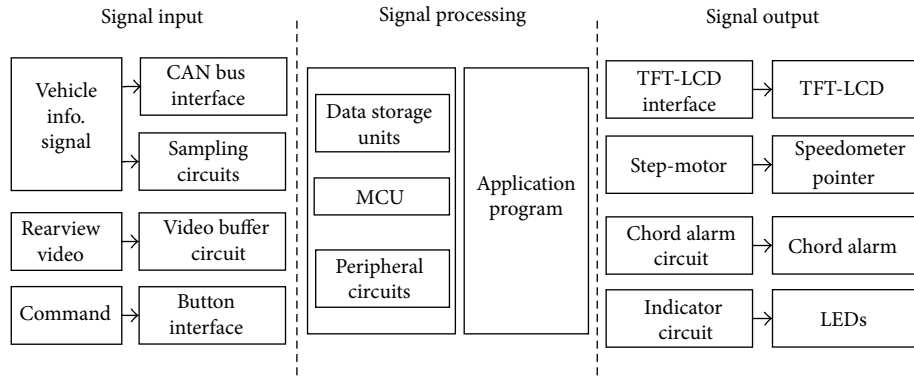 Signal input
Signal processing
Signal output
Vehicle
info.
signal
CAN bus
interface
Sampling
circuits
Rearview
video
Video buffer
circuit
Command
Button
interface
Data storage
units
MCU
Peripheral
circuits
Application
program
TFT-LCD
interface
TFT-LCD
Step-motor
Speedometer
pointer
Chord alarm
circuit
Chord alarm
Indicator
circuit
LEDs